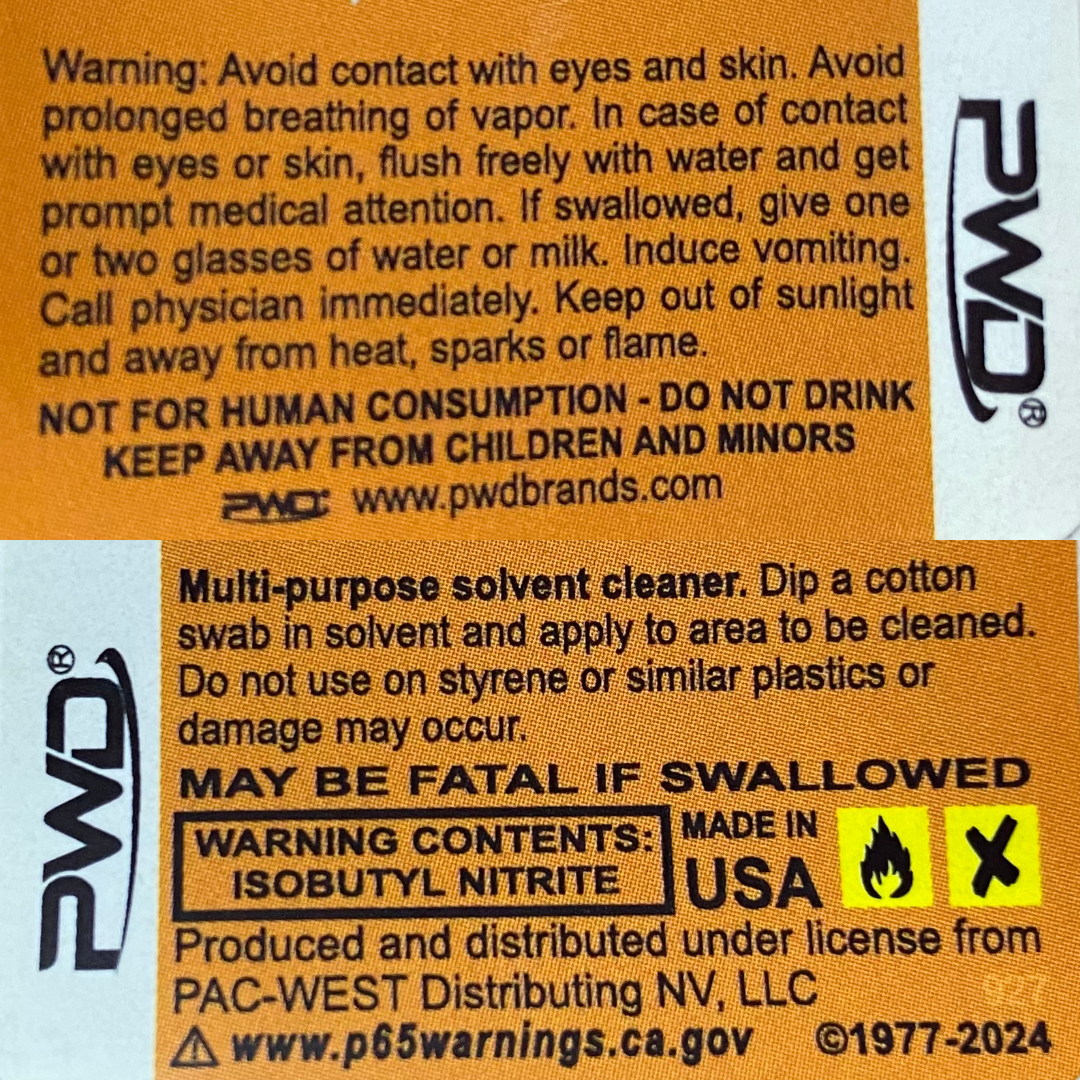 Warning: Avoid contact with eyes and skin. Avoid
prolonged breathing of vapor. In case of contact
with eyes or skin, flush freely with water and get
prompt medical attention. If swallowed, give one
or two glasses of water or milk. Induce vomiting.
Call physician immediately. Keep out of sunlight
and away from heat, sparks or flame.
NOT FOR HUMAN CONSUMPTION - DO NOT DRINK
KEEP AWAY FROM CHILDREN AND MINORS
PWD® www.pwdbrands.com
PWD®
PWD®
Multi-purpose solvent cleaner. Dip a cotton
swab in solvent and apply to area to be cleaned.
Do not use on styrene or similar plastics or
damage may occur.
MAY BE FATAL IF SWALLOWED
WARNING CONTENTS:
ISOBUTYL NITRITE
MADE IN
USA
Produced and distributed under license from
PAC-WEST Distributing NV, LLC
⚠ www.p65warnings.ca.gov ©1977-2024